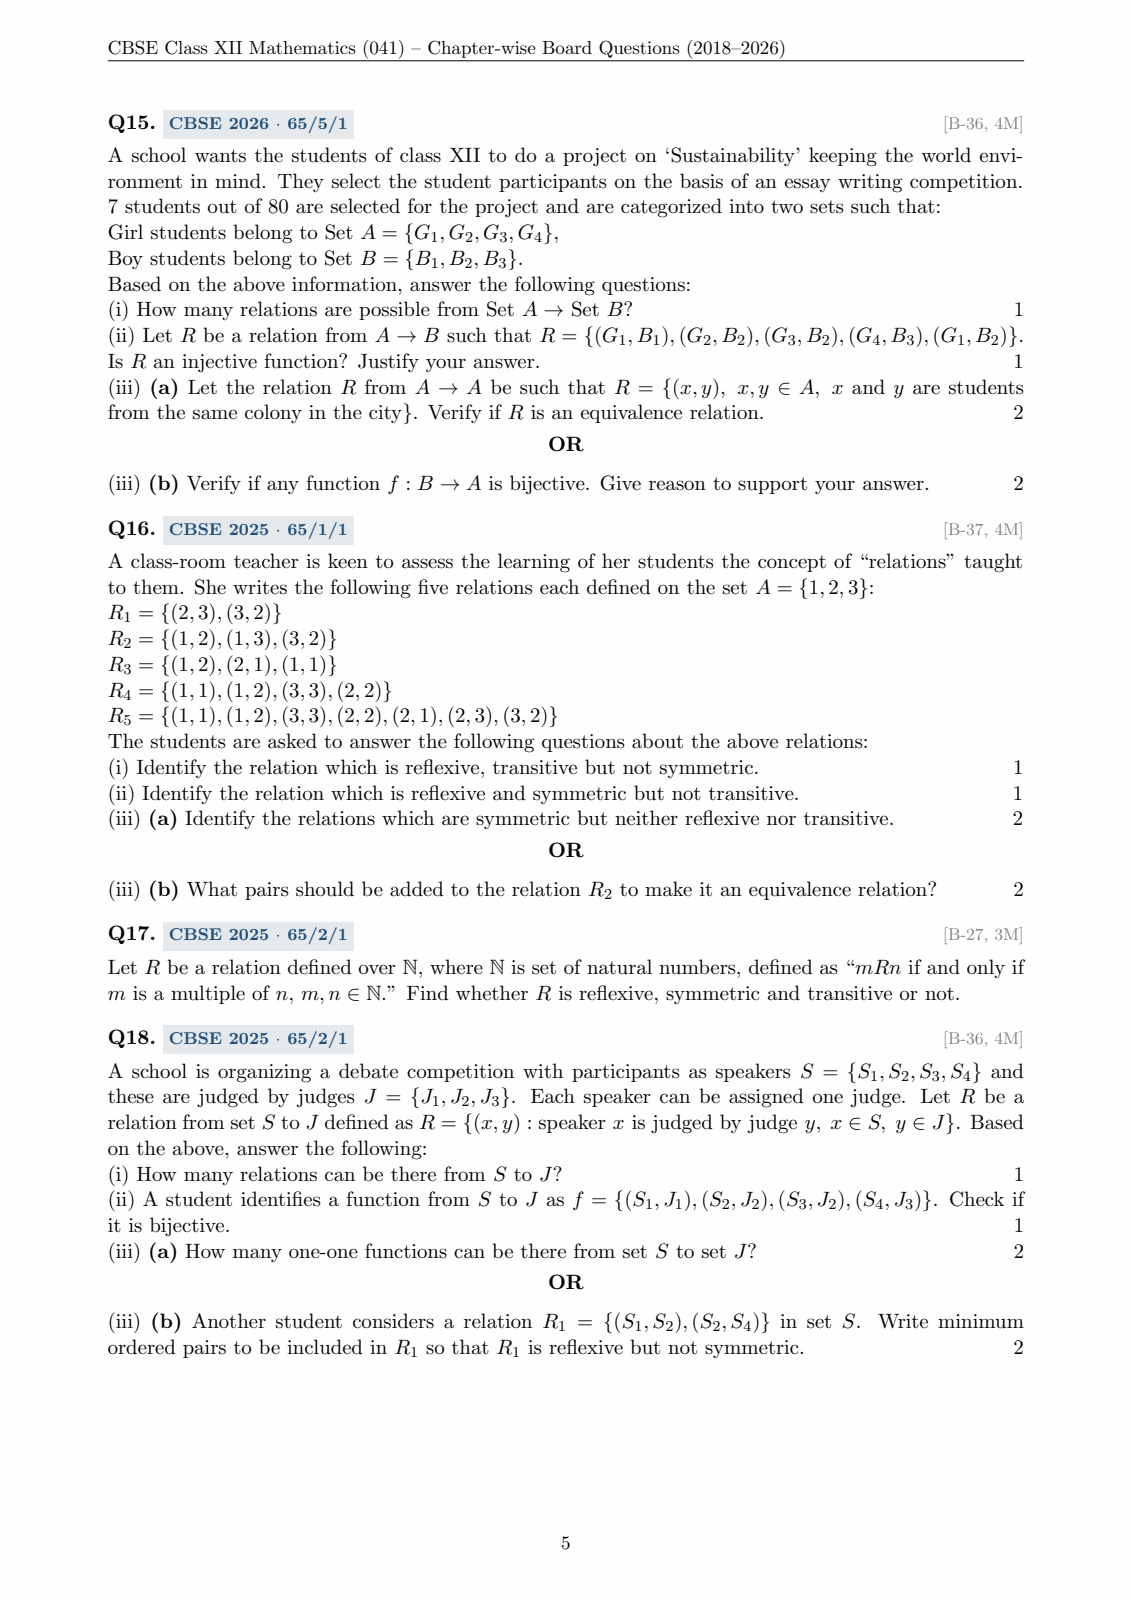 CBSE Class XII Mathematics (041) – Chapter-wise Board Questions (2018–2026)
Q15. CBSE 2026 · 65/5/1 [B-36, 4M]
A school wants the students of class XII to do a project on ‘Sustainability’ keeping the world envi-
ronment in mind. They select the student participants on the basis of an essay writing competition.
7 students out of 80 are selected for the project and are categorized into two sets such that:
Girl students belong to Set A = {G₁, G₂, G₃, G₄},
Boy students belong to Set B = {B₁, B₂, B₃}.
Based on the above information, answer the following questions:
(i) How many relations are possible from Set A → Set B? 1
(ii) Let R be a relation from A → B such that R = {(G₁, B₁), (G₂, B₂), (G₃, B₂), (G₄, B₃), (G₁, B₂)}.
Is R an injective function? Justify your answer. 1
(iii) (a) Let the relation R from A → A be such that R = {(x, y), x, y ∈ A, x and y are students
from the same colony in the city}. Verify if R is an equivalence relation. 2
OR
(iii) (b) Verify if any function f : B → A is bijective. Give reason to support your answer. 2
Q16. CBSE 2025 · 65/1/1 [B-37, 4M]
A class-room teacher is keen to assess the learning of her students the concept of “relations” taught
to them. She writes the following five relations each defined on the set A = {1, 2, 3}:
R₁ = {(2, 3), (3, 2)}
R₂ = {(1, 2), (1, 3), (3, 2)}
R₃ = {(1, 2), (2, 1), (1, 1)}
R₄ = {(1, 1), (1, 2), (3, 3), (2, 2)}
R₅ = {(1, 1), (1, 2), (3, 3), (2, 2), (2, 1), (2, 3), (3, 2)}
The students are asked to answer the following questions about the above relations:
(i) Identify the relation which is reflexive, transitive but not symmetric. 1
(ii) Identify the relation which is reflexive and symmetric but not transitive. 1
(iii) (a) Identify the relations which are symmetric but neither reflexive nor transitive. 2
OR
(iii) (b) What pairs should be added to the relation R₂ to make it an equivalence relation? 2
Q17. CBSE 2025 · 65/2/1 [B-27, 3M]
Let R be a relation defined over ℕ, where ℕ is set of natural numbers, defined as “mRn if and only if
m is a multiple of n, m, n ∈ ℕ.” Find whether R is reflexive, symmetric and transitive or not.
Q18. CBSE 2025 · 65/2/1 [B-36, 4M]
A school is organizing a debate competition with participants as speakers S = {S₁, S₂, S₃, S₄} and
these are judged by judges J = {J₁, J₂, J₃}. Each speaker can be assigned one judge. Let R be a
relation from set S to J defined as R = {(x, y) : speaker x is judged by judge y, x ∈ S, y ∈ J}. Based
on the above, answer the following:
(i) How many relations can be there from S to J? 1
(ii) A student identifies a function from S to J as f = {(S₁, J₁), (S₂, J₂), (S₃, J₂), (S₄, J₃)}. Check if
it is bijective. 1
(iii) (a) How many one-one functions can be there from set S to set J? 2
OR
(iii) (b) Another student considers a relation R₁ = {(S₁, S₂), (S₂, S₄)} in set S. Write minimum
ordered pairs to be included in R₁ so that R₁ is reflexive but not symmetric. 2
5